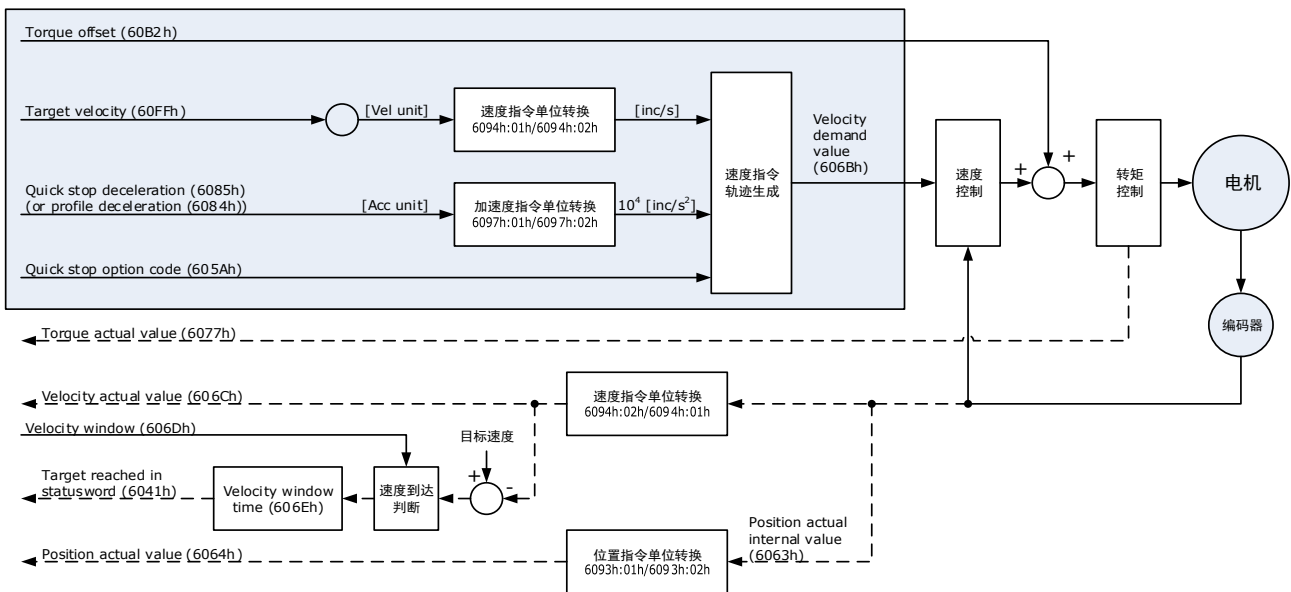 Torque offset (60B2h)
Target velocity (60FFh)
[Vel unit]
速度指令单位转换
6094h:01h/6094h:02h
[inc/s]
Quick stop deceleration (6085h)
(or profile deceleration (6084h))
[Acc unit]
加速度指令单位转换
6097h:01h/6097h:02h
10⁴ [inc/s²]
Quick stop option code (605Ah)
速度指令
轨迹生成
Velocity
demand
value
(606Bh)
速度
控制
+
+
转矩
控制
电机
编码器
Torque actual value (6077h)
Velocity actual value (606Ch)
速度指令单位转换
6094h:02h/6094h:01h
Velocity window (606Dh)
目标速度
+
-
Target reached in
statusword (6041h)
Velocity window
time (606Eh)
速度到达
判断
Position actual
internal value
(6063h)
Position actual value (6064h)
位置指令单位转换
6093h:01h/6093h:02h